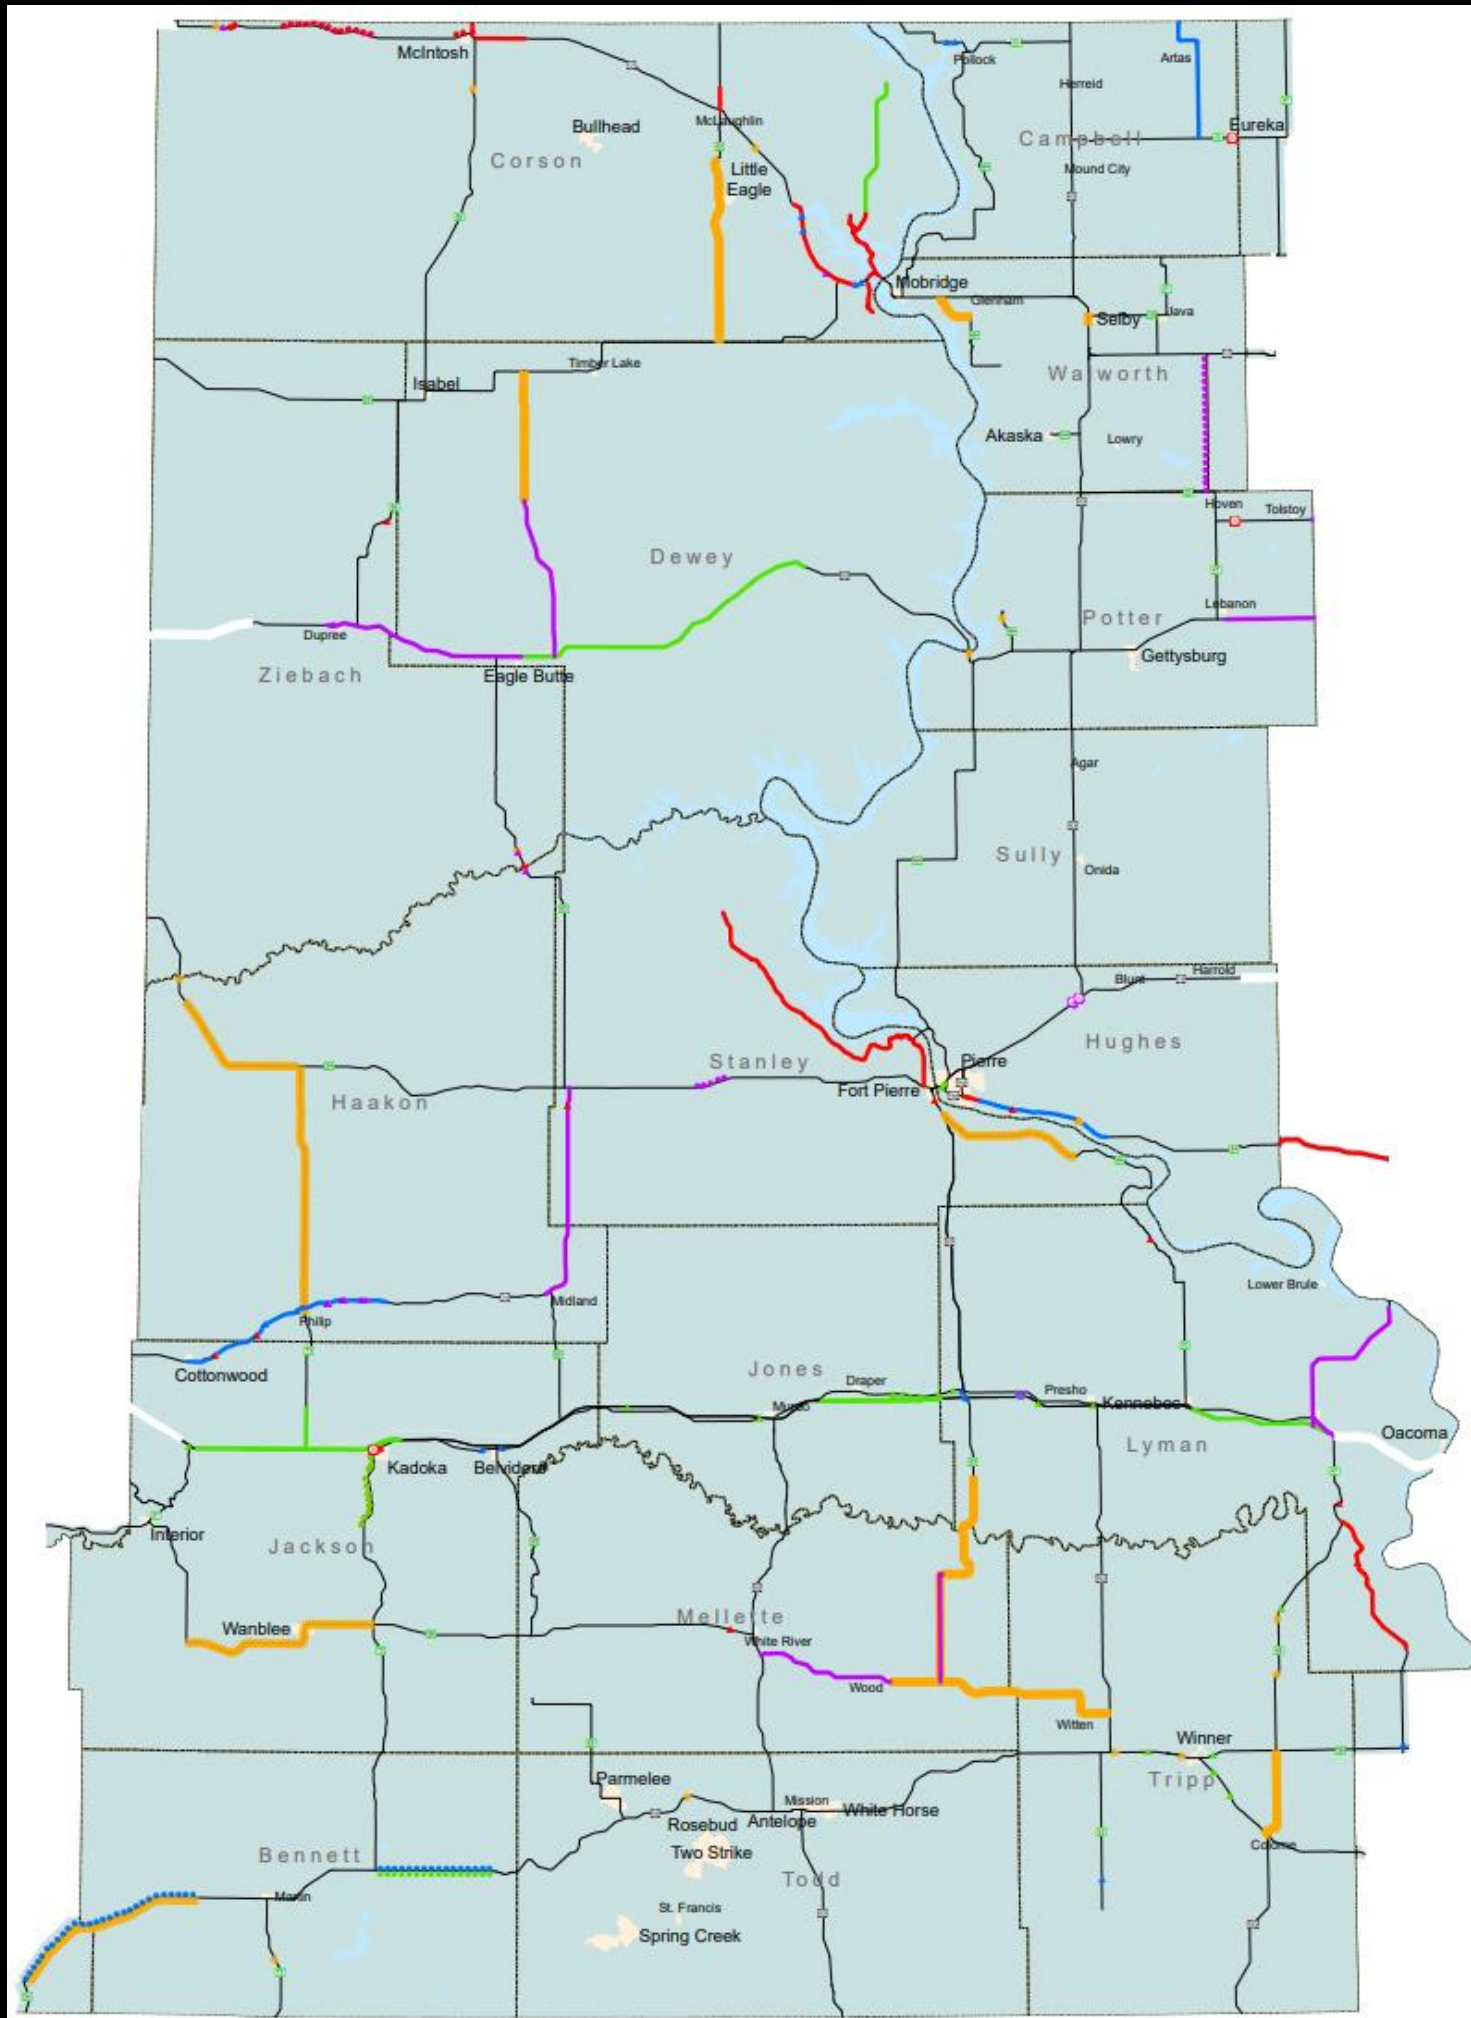 McIntosh
Pollock
Artas
Herreid
Bullhead
McLaughlin
Eureka
Campbell
Corson
Little
Eagle
Mound City
Mobridge
Glenham
Selby
Java
Timber Lake
Walworth
Isabel
Akaska
Lowry
Hoven
Tolstoy
Dewey
Lebanon
Potter
Dupree
Gettysburg
Ziebach
Eagle Butte
Agar
Sully
Onida
Harrold
Blunt
Hughes
Stanley
Pierre
Fort Pierre
Haakon
Lower Brule
Midland
Philip
Jones
Cottonwood
Draper
Presho
Murdo
Kennebec
Oacoma
Lyman
Kadoka
Belvidere
Interior
Jackson
Mellette
Wanblee
White River
Wood
Witten
Winner
Parmelee
Tripp
Mission
White Horse
Rosebud
Antelope
Colome
Two Strike
Bennett
Todd
Martin
St. Francis
Spring Creek